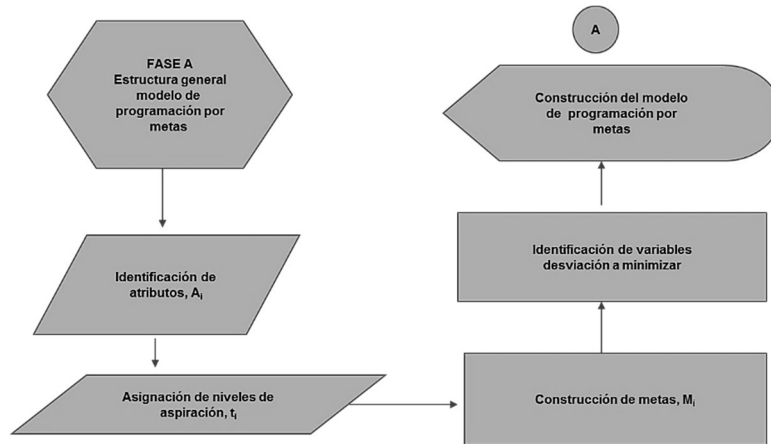 FASE A
Estructura general
modelo de
programación por
metas
Identificación de
atributos, Aᵢ
Asignación de niveles de
aspiración, tᵢ
Construcción de metas, Mᵢ
Identificación de variables
desviación a minimizar
Construcción del modelo
de programación por
metas
A